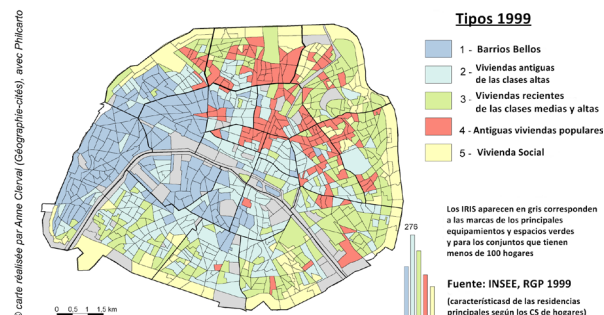 © carte réalisée par Anne Clerval (Géographie-cités), avec Philcarto
Tipos 1999
1 - Barrios Bellos
2 - Viviendas antiguas
de las clases altas
3 - Viviendas recientes
de las clases medias y altas
4 - Antiguas viviendas populares
5 - Vivienda Social
Los IRIS aparecen en gris corresponden
a las marcas de los principales
equipamientos y espacios verdes
y para los conjuntos que tienen
menos de 100 hogares
276
Fuente: INSEE, RGP 1999
(característicasd de las residencias
principales según los CS de hogares)
0 0,5 1 1,5 km